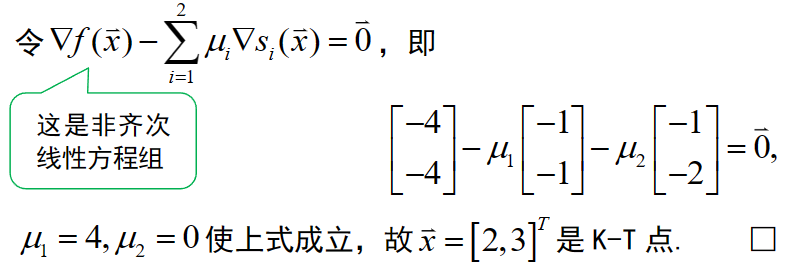 令 $\nabla f(\vec{x}) - \sum_{i=1}^{2} \mu_i \nabla s_i(\vec{x}) = \vec{0}$ ，即
这是非齐次
线性方程组
$\begin{bmatrix} -4 \\ -4 \end{bmatrix} - \mu_1 \begin{bmatrix} -1 \\ -1 \end{bmatrix} - \mu_2 \begin{bmatrix} -1 \\ -2 \end{bmatrix} = \vec{0},$
$\mu_1 = 4, \mu_2 = 0$ 使上式成立，故 $\vec{x} = [2,3]^T$ 是 K-T 点. □